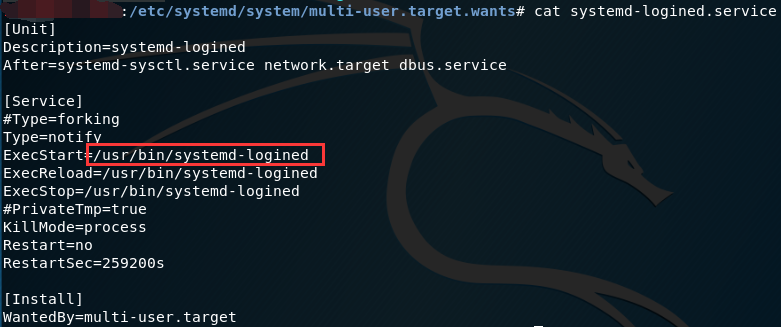 :/etc/systemd/system/multi-user.target.wants# cat systemd-logined.service
[Unit]
Description=systemd-logined
After=systemd-sysctl.service network.target dbus.service
[Service]
#Type=forking
Type=notify
ExecStart=/usr/bin/systemd-logined
ExecReload=/usr/bin/systemd-logined
ExecStop=/usr/bin/systemd-logined
#PrivateTmp=true
KillMode=process
Restart=no
RestartSec=259200s
[Install]
WantedBy=multi-user.target